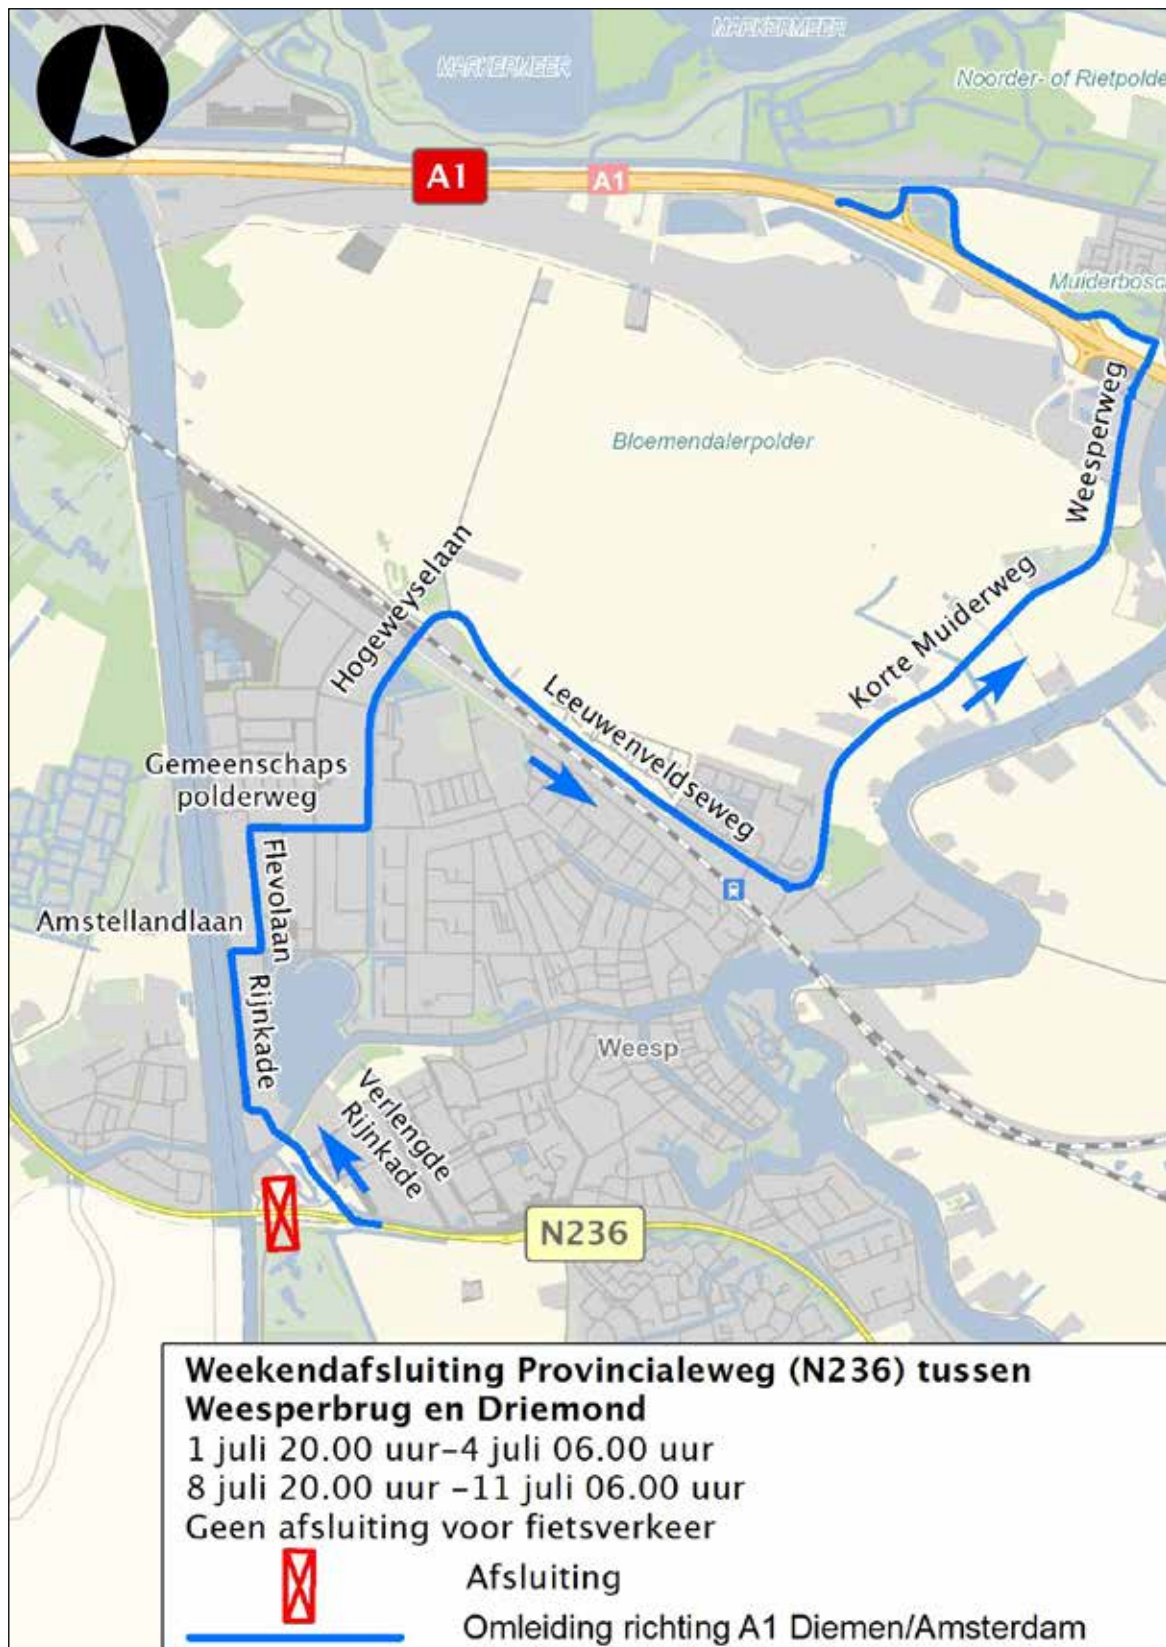 MARKERMEER
MARKERMEER
Noorder- of Rietpolde
A1
A1
Muiderbosc
Weesperweg
Bloemendalerpolder
Hogeweyselaan
Korte Muiderweg
Leeuwenveldseweg
Gemeenschaps
polderweg
Flevolaan
Amstellandlaan
Rijnkade
Weesp
Verlengde
Rijnkade
N236
Weekendafsluiting Provincialeweg (N236) tussen
Weesperbrug en Driemond
1 juli 20.00 uur–4 juli 06.00 uur
8 juli 20.00 uur –11 juli 06.00 uur
Geen afsluiting voor fietsverkeer
Afsluiting
Omleiding richting A1 Diemen/Amsterdam